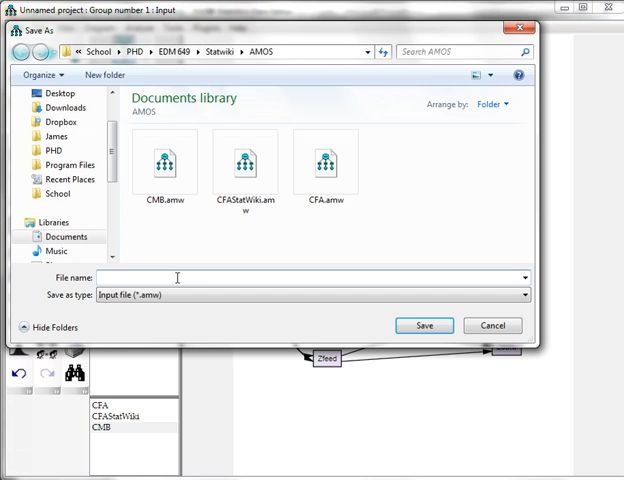 Unnamed project : Group number 1 : Input
Save As
« School ▸ PHD ▸ EDM 649 ▸ Statwiki ▸ AMOS
Search AMOS
Organize
New folder
Desktop
Downloads
Dropbox
James
PHD
Program Files
Recent Places
School
Libraries
Documents
Music
Documents library
AMOS
Arrange by: Folder
CMB.amw
CFAStatWiki.am
w
CFA.amw
File name:
Save as type: Input file (*.amw)
Hide Folders
Save
Cancel
Zfeed
CFA
CFAStatWiki
CMB